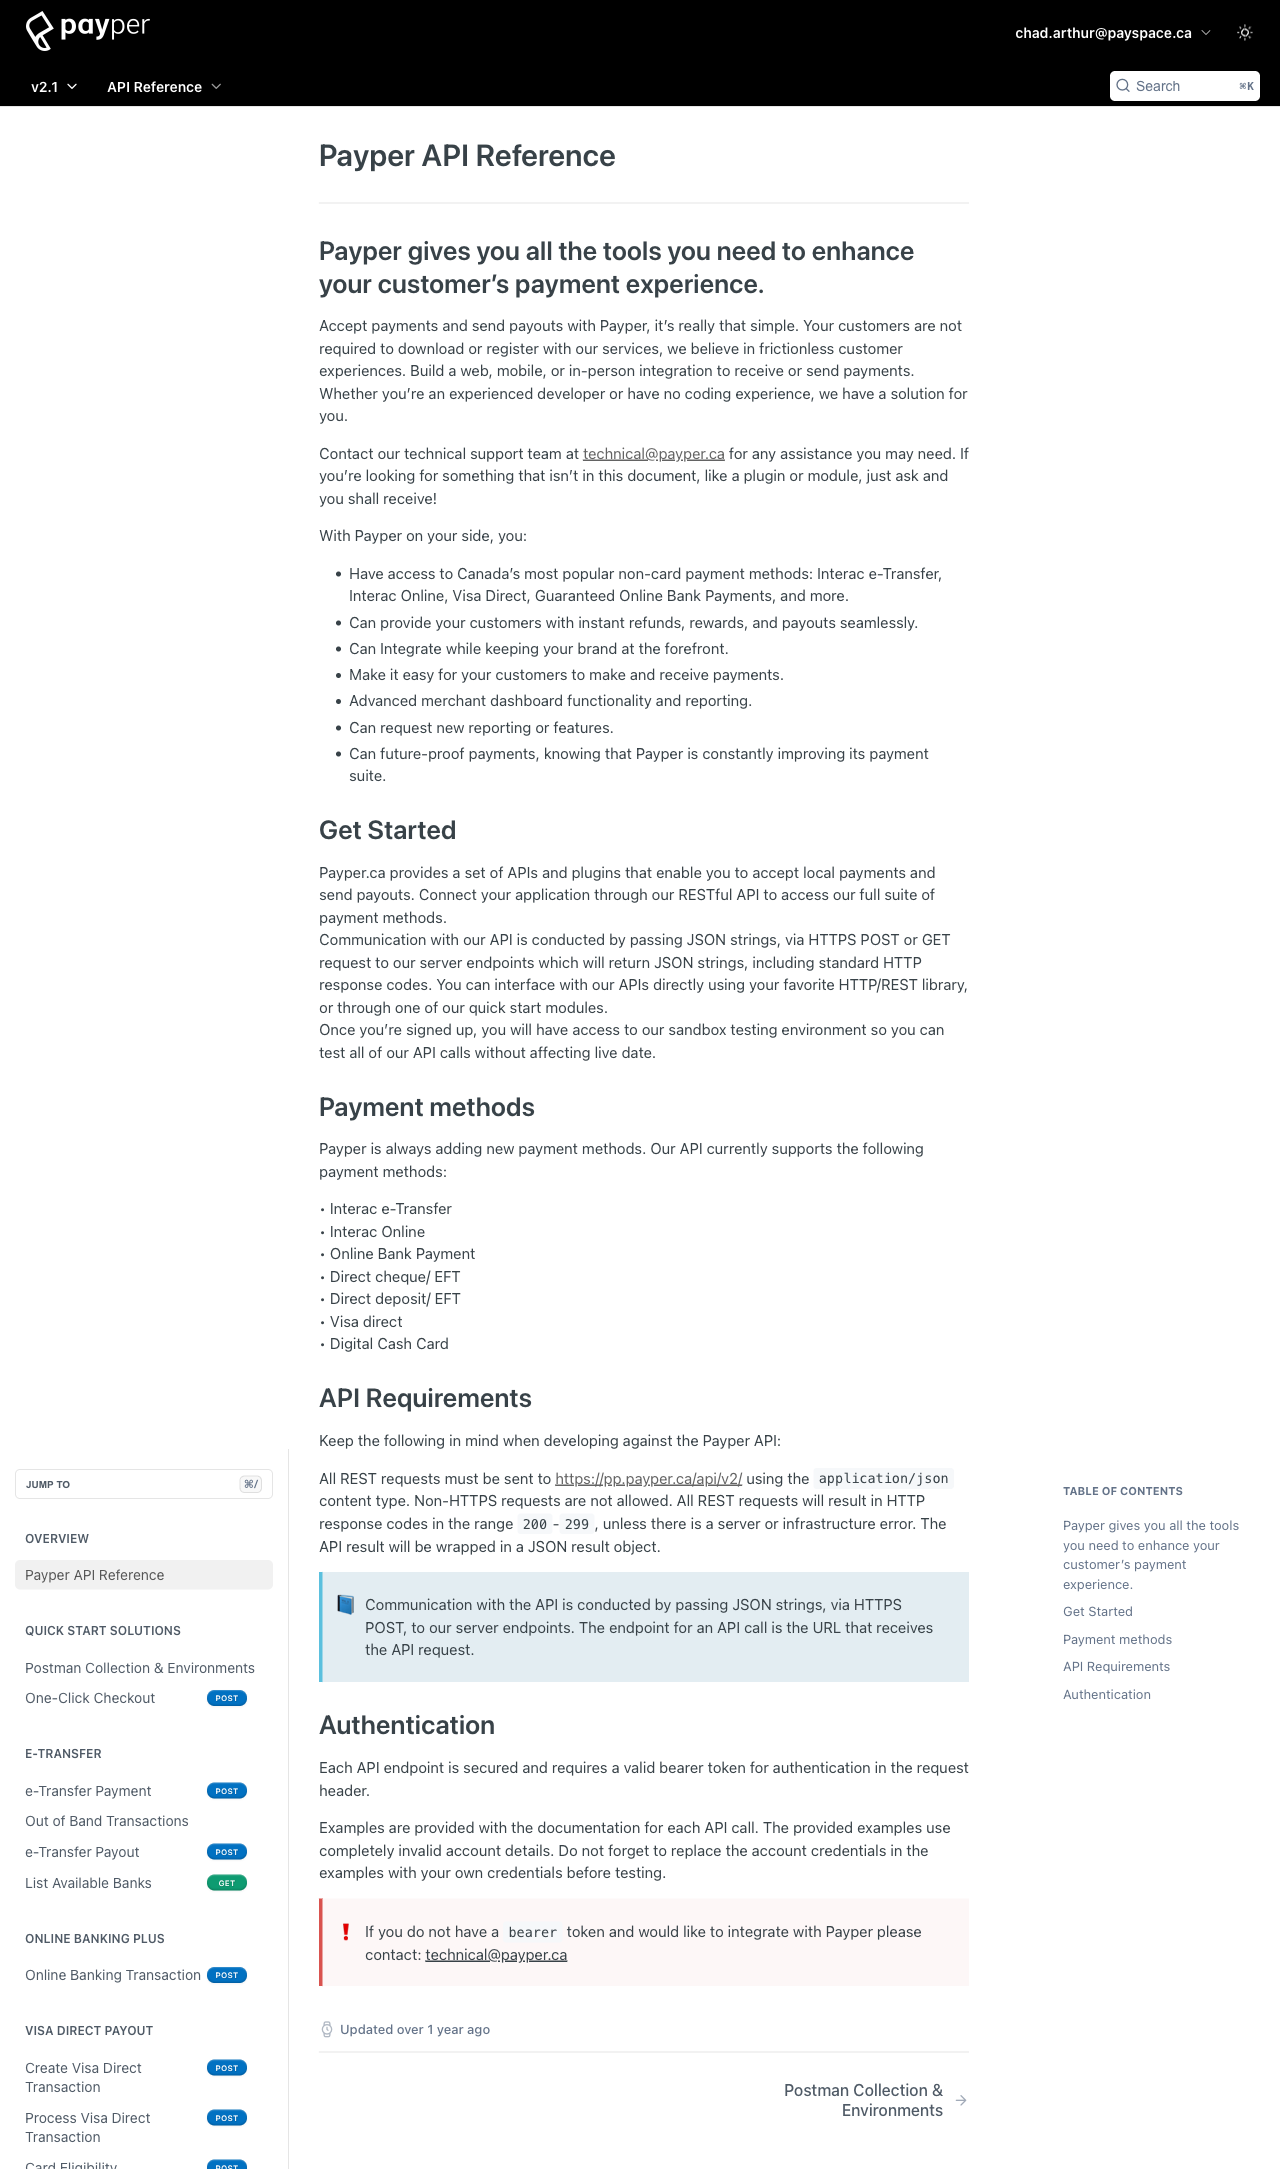 payper
chad.arthur@payspace.ca
v2.1
API Reference
Search
⌘K
Payper API Reference
Payper gives you all the tools you need to enhance
your customer’s payment experience.
Accept payments and send payouts with Payper, it’s really that simple. Your customers are not
required to download or register with our services, we believe in frictionless customer
experiences. Build a web, mobile, or in-person integration to receive or send payments.
Whether you’re an experienced developer or have no coding experience, we have a solution for
you.
Contact our technical support team at technical@payper.ca for any assistance you may need. If
you’re looking for something that isn’t in this document, like a plugin or module, just ask and
you shall receive!
With Payper on your side, you:
• Have access to Canada’s most popular non-card payment methods: Interac e-Transfer,
Interac Online, Visa Direct, Guaranteed Online Bank Payments, and more.
• Can provide your customers with instant refunds, rewards, and payouts seamlessly.
• Can Integrate while keeping your brand at the forefront.
• Make it easy for your customers to make and receive payments.
• Advanced merchant dashboard functionality and reporting.
• Can request new reporting or features.
• Can future-proof payments, knowing that Payper is constantly improving its payment
suite.
Get Started
Payper.ca provides a set of APIs and plugins that enable you to accept local payments and
send payouts. Connect your application through our RESTful API to access our full suite of
payment methods.
Communication with our API is conducted by passing JSON strings, via HTTPS POST or GET
request to our server endpoints which will return JSON strings, including standard HTTP
response codes. You can interface with our APIs directly using your favorite HTTP/REST library,
or through one of our quick start modules.
Once you’re signed up, you will have access to our sandbox testing environment so you can
test all of our API calls without affecting live date.
Payment methods
Payper is always adding new payment methods. Our API currently supports the following
payment methods:
• Interac e-Transfer
• Interac Online
• Online Bank Payment
• Direct cheque/ EFT
• Direct deposit/ EFT
• Visa direct
• Digital Cash Card
API Requirements
Keep the following in mind when developing against the Payper API:
All REST requests must be sent to https://pp.payper.ca/api/v2/ using the application/json
content type. Non-HTTPS requests are not allowed. All REST requests will result in HTTP
response codes in the range 200 - 299, unless there is a server or infrastructure error. The
API result will be wrapped in a JSON result object.
Communication with the API is conducted by passing JSON strings, via HTTPS
POST, to our server endpoints. The endpoint for an API call is the URL that receives
the API request.
Authentication
Each API endpoint is secured and requires a valid bearer token for authentication in the request
header.
Examples are provided with the documentation for each API call. The provided examples use
completely invalid account details. Do not forget to replace the account credentials in the
examples with your own credentials before testing.
❗ If you do not have a bearer token and would like to integrate with Payper please
contact: technical@payper.ca
Updated over 1 year ago
Postman Collection &
Environments
JUMP TO
⌘/
OVERVIEW
Payper API Reference
QUICK START SOLUTIONS
Postman Collection & Environments
One-Click Checkout POST
E-TRANSFER
e-Transfer Payment POST
Out of Band Transactions
e-Transfer Payout POST
List Available Banks GET
ONLINE BANKING PLUS
Online Banking Transaction POST
VISA DIRECT PAYOUT
Create Visa Direct POST
Transaction
Process Visa Direct POST
Transaction
Card Eligibility POST
TABLE OF CONTENTS
Payper gives you all the tools
you need to enhance your
customer’s payment
experience.
Get Started
Payment methods
API Requirements
Authentication